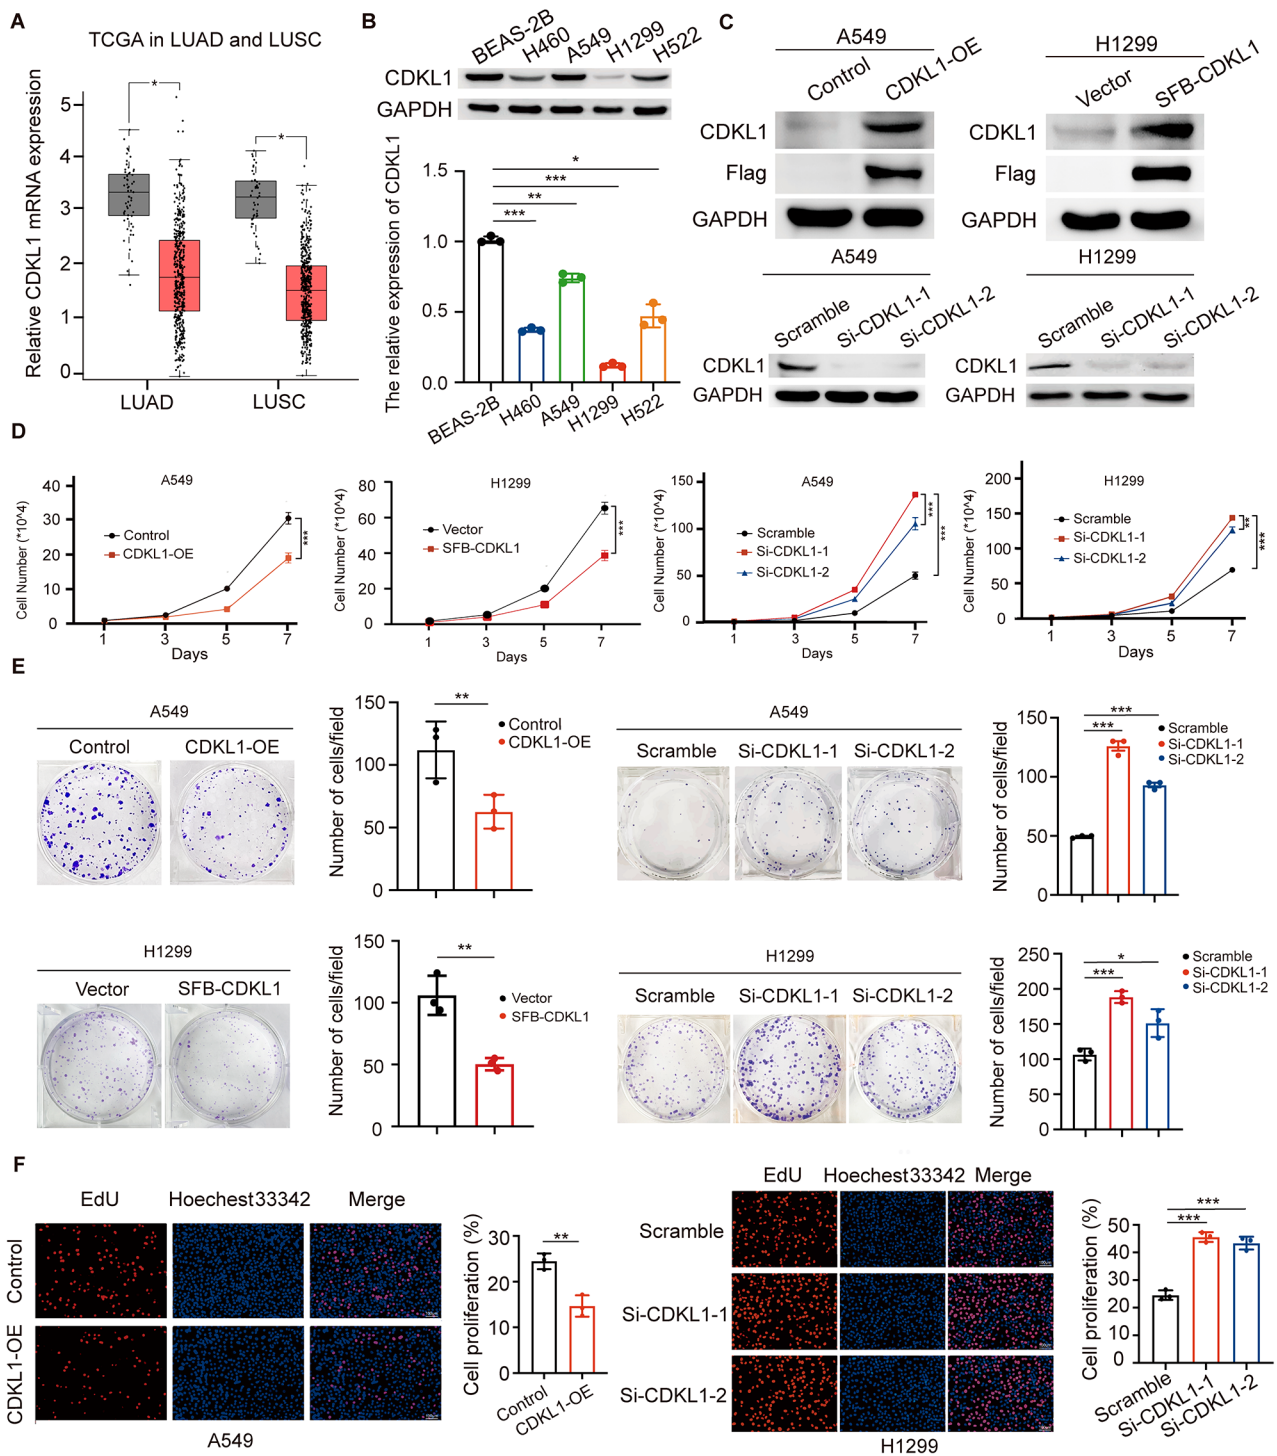 A
TCGA in LUAD and LUSC
Relative CDKL1 mRNA expression
5
4
3
2
1
0
*
*
LUAD
LUSC
B
BEAS-2B
H460
A549
H1299
H522
CDKL1
GAPDH
The relative expression of CDKL1
1.5
1.0
0.5
0.0
*
***
**
***
BEAS-2B
H460
A549
H1299
H522
C
A549
Control
CDKL1-OE
CDKL1
Flag
GAPDH
H1299
Vector
SFB-CDKL1
CDKL1
Flag
GAPDH
A549
Scramble
Si-CDKL1-1
Si-CDKL1-2
CDKL1
GAPDH
H1299
Scramble
Si-CDKL1-1
Si-CDKL1-2
CDKL1
GAPDH
D
A549
Cell Number (*10^4)
40
30
20
10
0
Control
CDKL1-OE
***
1
3
5
7
Days
H1299
Cell Number (*10^4)
80
60
40
20
0
Vector
SFB-CDKL1
***
1
3
5
7
Days
A549
Cell Number (*10^4)
150
100
50
0
Scramble
Si-CDKL1-1
Si-CDKL1-2
***
***
1
3
5
7
Days
H1299
Cell Number (*10^4)
200
150
100
50
0
Scramble
Si-CDKL1-1
Si-CDKL1-2
**
***
1
3
5
7
Days
E
A549
Control
CDKL1-OE
Number of cells/field
150
100
50
0
**
Control
CDKL1-OE
A549
Scramble
Si-CDKL1-1
Si-CDKL1-2
Number of cells/field
150
100
50
0
***
***
Scramble
Si-CDKL1-1
Si-CDKL1-2
H1299
Vector
SFB-CDKL1
Number of cells/field
150
100
50
0
**
Vector
SFB-CDKL1
H1299
Scramble
Si-CDKL1-1
Si-CDKL1-2
Number of cells/field
250
200
150
100
50
0
*
***
Scramble
Si-CDKL1-1
Si-CDKL1-2
F
EdU
Hoechest33342
Merge
Control
CDKL1-OE
A549
Cell proliferation (%)
30
20
10
0
**
Control
CDKL1-OE
EdU
Hoechest33342
Merge
Scramble
Si-CDKL1-1
Si-CDKL1-2
H1299
Cell proliferation (%)
50
40
30
20
10
0
***
***
Scramble
Si-CDKL1-1
Si-CDKL1-2